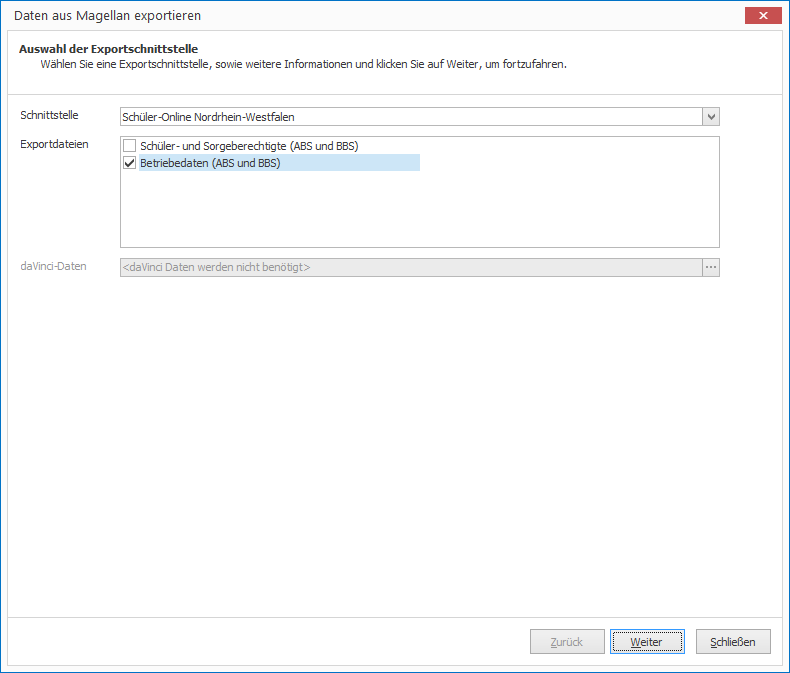 Daten aus Magellan exportieren
Auswahl der Exportschnittstelle
Wählen Sie eine Exportschnittstelle, sowie weitere Informationen und klicken Sie auf Weiter, um fortzufahren.
Schnittstelle
Schüler-Online Nordrhein-Westfalen
Exportdateien
Schüler- und Sorgeberechtigte (ABS und BBS)
Betriebedaten (ABS und BBS)
daVinci-Daten
<daVinci Daten werden nicht benötigt>
Zurück
Weiter
Schließen